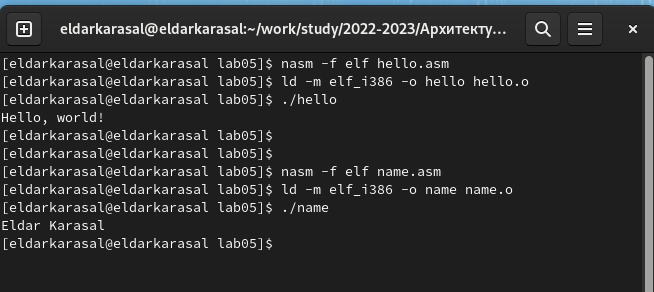 eldarkarasal@eldarkarasal:~/work/study/2022-2023/Архитекту...
[eldarkarasal@eldarkarasal lab05]$ nasm -f elf hello.asm
[eldarkarasal@eldarkarasal lab05]$ ld -m elf_i386 -o hello hello.o
[eldarkarasal@eldarkarasal lab05]$ ./hello
Hello, world!
[eldarkarasal@eldarkarasal lab05]$
[eldarkarasal@eldarkarasal lab05]$
[eldarkarasal@eldarkarasal lab05]$ nasm -f elf name.asm
[eldarkarasal@eldarkarasal lab05]$ ld -m elf_i386 -o name name.o
[eldarkarasal@eldarkarasal lab05]$ ./name
Eldar Karasal
[eldarkarasal@eldarkarasal lab05]$